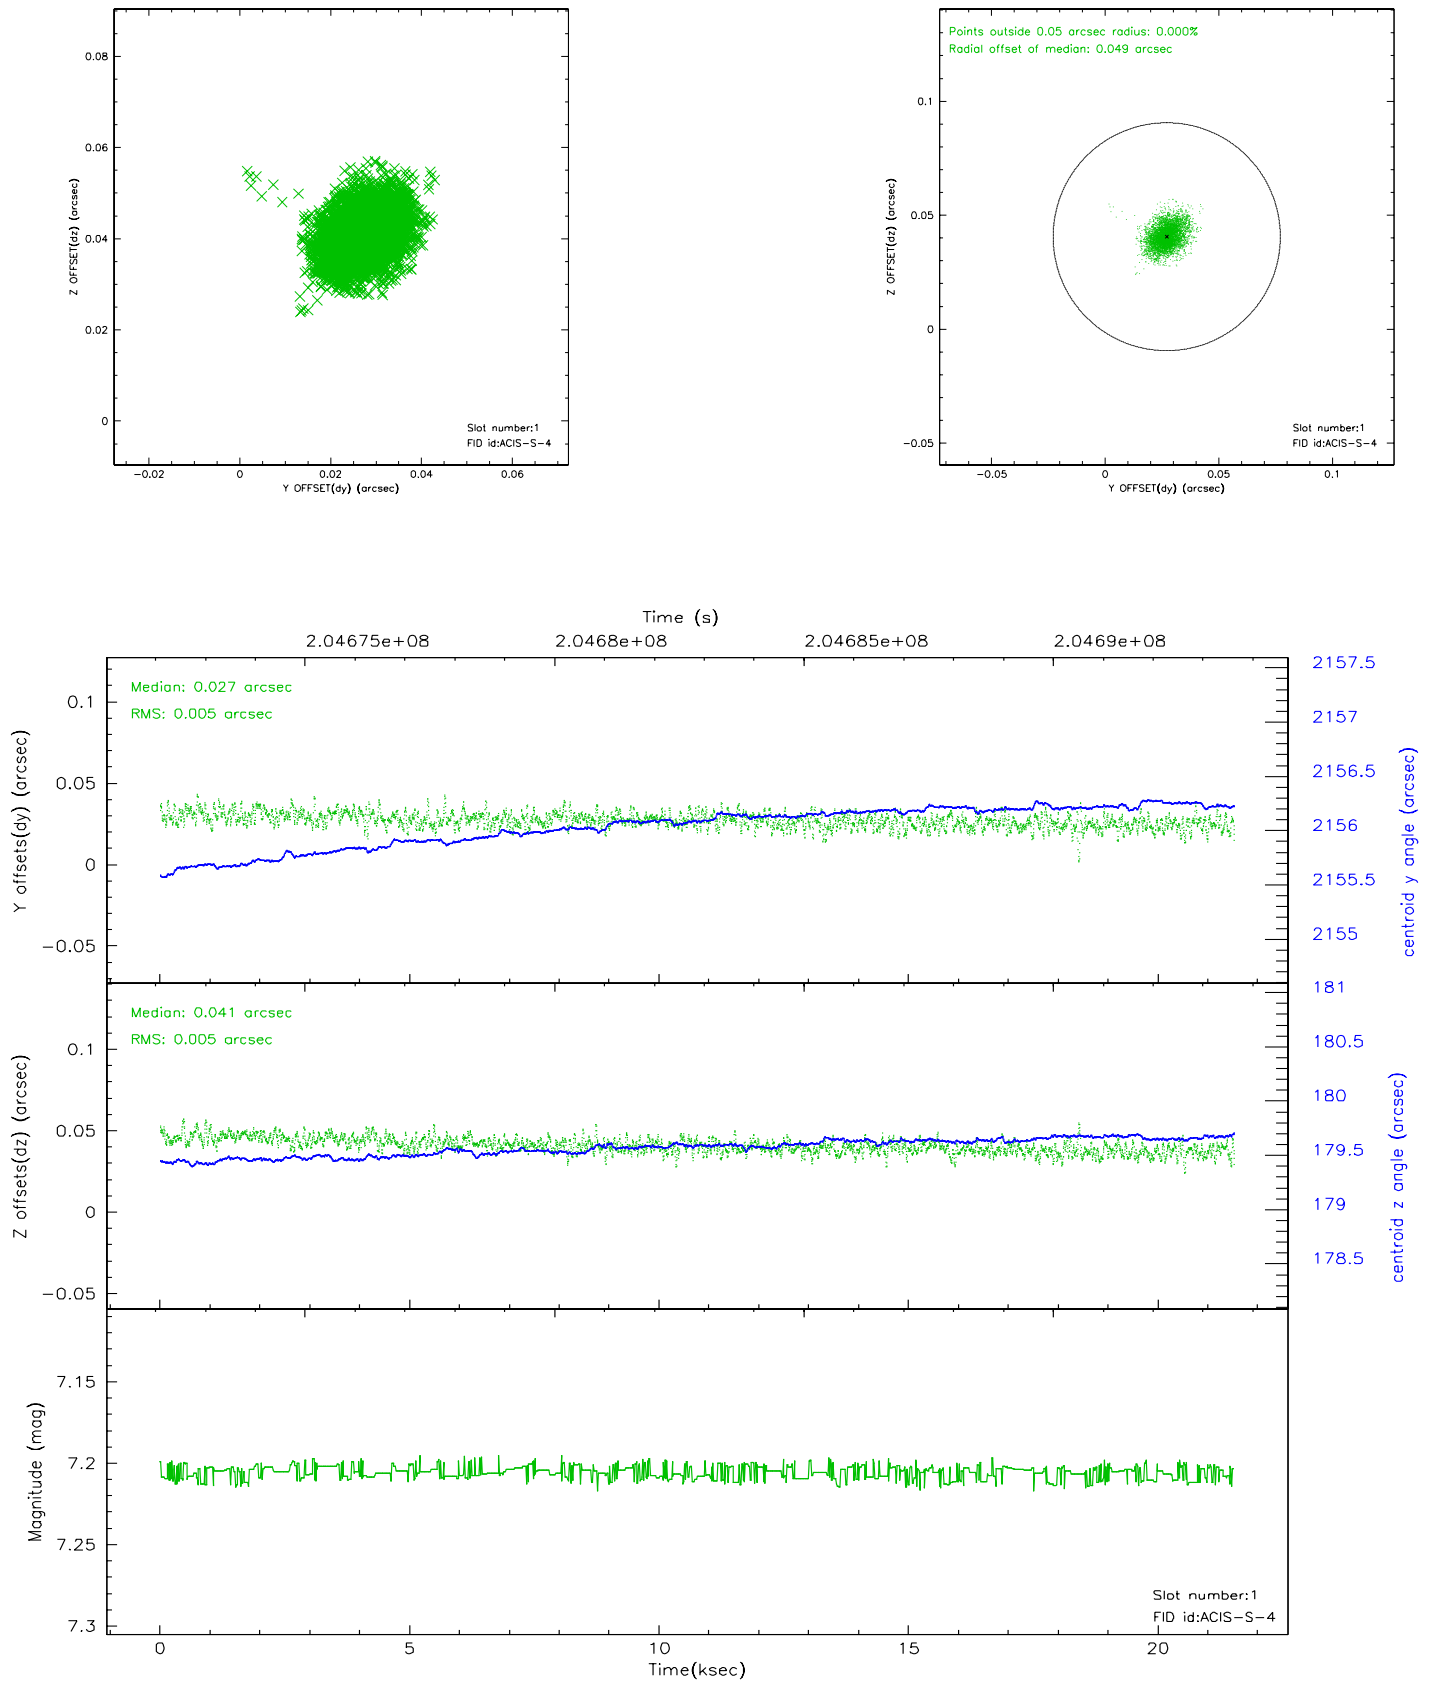 0.08
0.06
0.04
0.02
0
Z OFFSET(dz) (arcsec)
Slot number:1
FID id:ACIS-S-4
-0.02 0 0.02 0.04 0.06
Y OFFSET(dy) (arcsec)
Points outside 0.05 arcsec radius: 0.000%
Radial offset of median: 0.049 arcsec
0.1
0.05
0
-0.05
Z OFFSET(dz) (arcsec)
Slot number:1
FID id:ACIS-S-4
-0.05 0 0.05 0.1
Y OFFSET(dy) (arcsec)
Time (s)
2.04675e+08 2.0468e+08 2.04685e+08 2.0469e+08
Median: 0.027 arcsec
RMS: 0.005 arcsec
0.1
0.05
0
-0.05
Y offsets(dy) (arcsec)
2157.5
2157
2156.5
2156
2155.5
2155
centroid y angle (arcsec)
Median: 0.041 arcsec
RMS: 0.005 arcsec
0.1
0.05
0
-0.05
Z offsets(dz) (arcsec)
181
180.5
180
179.5
179
178.5
centroid z angle (arcsec)
7.15
7.2
7.25
7.3
Magnitude (mag)
Slot number:1
FID id:ACIS-S-4
0 5 10 15 20
Time(ksec)